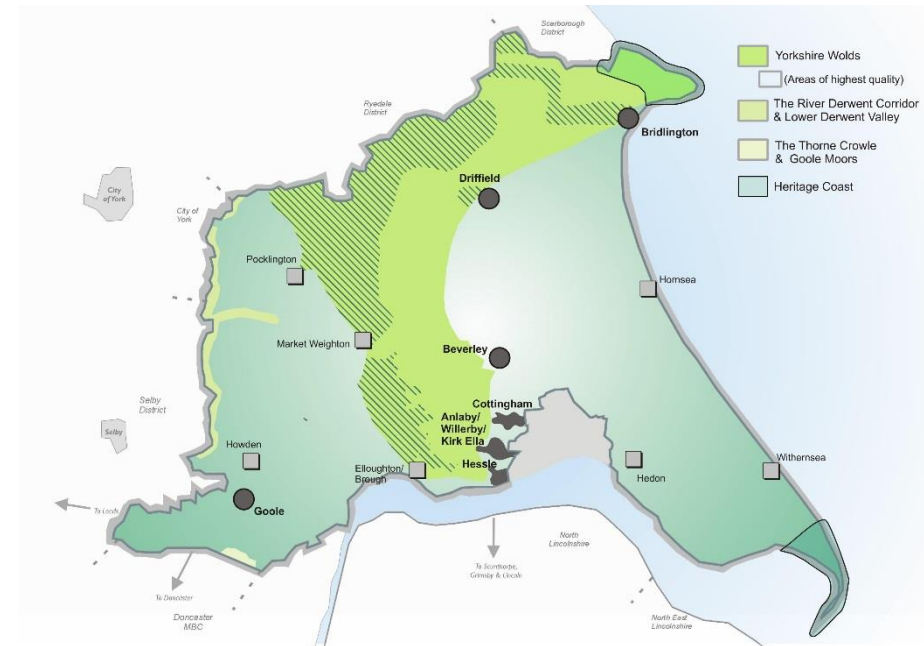 Scarborough
District
Yorkshire Wolds
(Areas of highest quality)
The River Derwent Corridor
& Lower Derwent Valley
The Thorne Crowle
& Goole Moors
Heritage Coast
Ryedale
District
Bridlington
Driffield
City
of York
City of
York
Pocklington
Hornsea
Market Weighton
Beverley
Selby
District
Cottingham
Anlaby/
Willerby/
Kirk Ella
Selby
Howden
Hessle
Elloughton/
Brough
Hedon
Withernsea
Goole
To Leeds
North
Lincolnshire
To Scunthorpe,
Grimsby & Lincoln
To Doncaster
Doncaster
MBC
North East
Lincolnshire